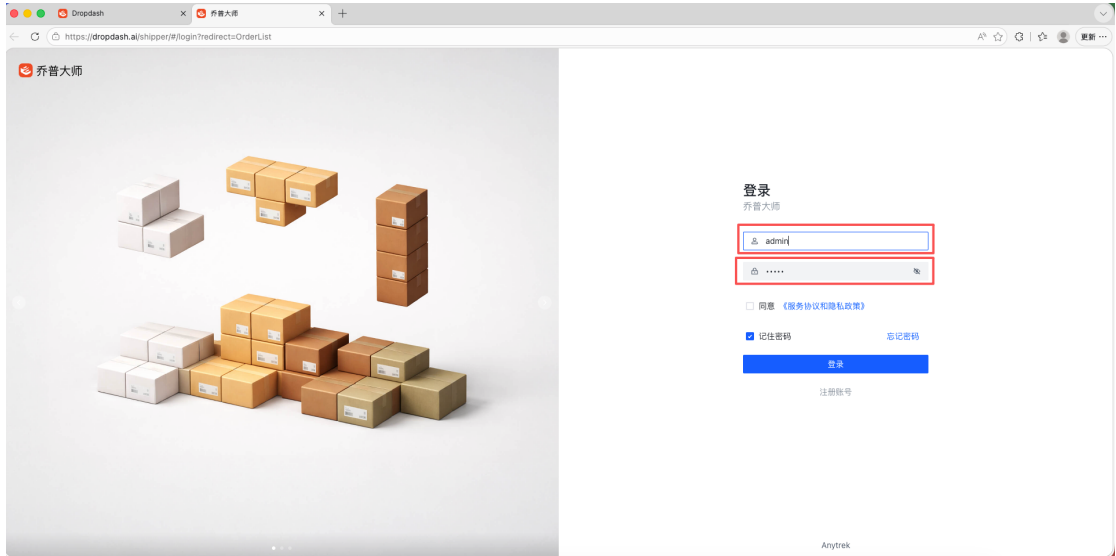 Dropdash
乔普大师
https://dropdash.ai/shipper/#/login?redirect=OrderList
更新
乔普大师
登录
乔普大师
admin
•••••
同意 《服务协议和隐私政策》
记住密码 忘记密码
登录
注册账号
Anytrek